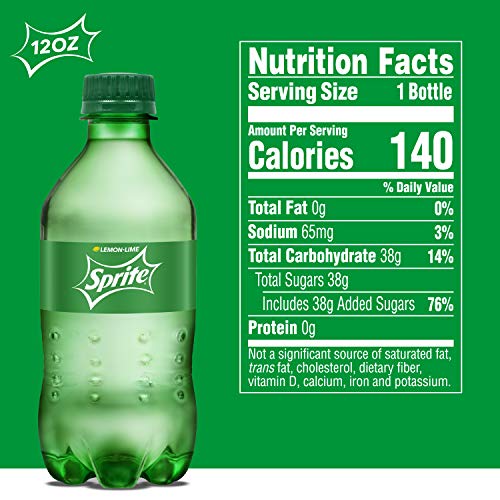 12OZ
LEMON-LIME
Sprite
Nutrition Facts
Serving Size 1 Bottle
Amount Per Serving
Calories 140
% Daily Value
Total Fat 0g 0%
Sodium 65mg 3%
Total Carbohydrate 38g 14%
Total Sugars 38g
Includes 38g Added Sugars 76%
Protein 0g
Not a significant source of saturated fat,
trans fat, cholesterol, dietary fiber,
vitamin D, calcium, iron and potassium.